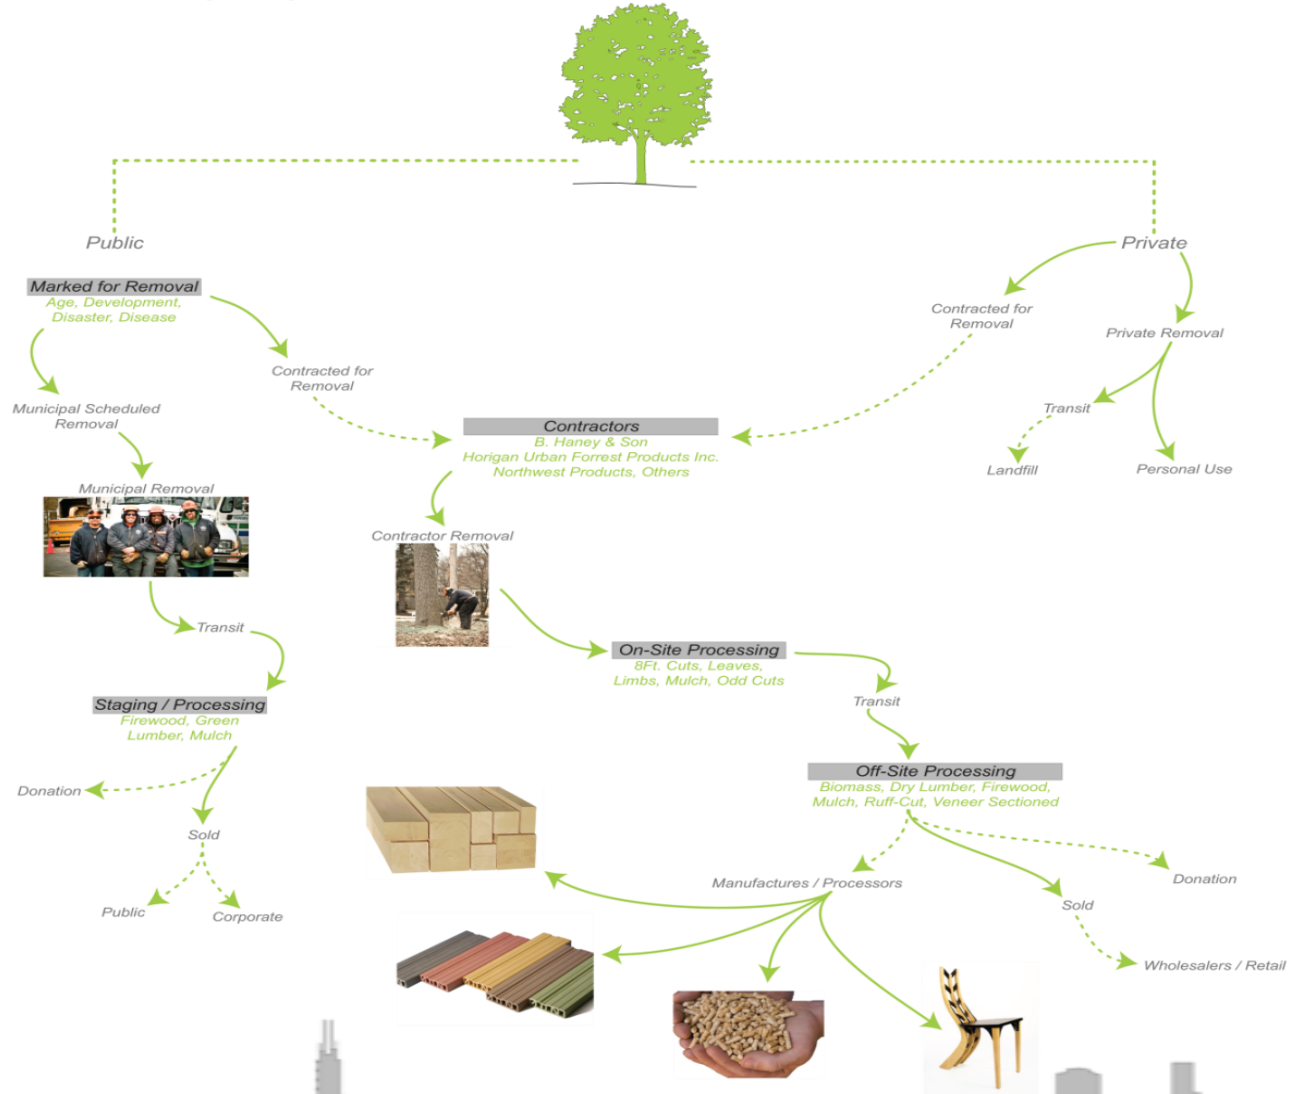 Public
Private
Marked for Removal
Age, Development,
Disaster, Disease
Contracted for
Removal
Contracted for
Removal
Private Removal
Municipal Scheduled
Removal
Transit
Landfill
Personal Use
Contractors
B. Haney & Son
Horigan Urban Forrest Products Inc.
Northwest Products, Others
Municipal Removal
Contractor Removal
Transit
On-Site Processing
8Ft. Cuts, Leaves,
Limbs, Mulch, Odd Cuts
Transit
Staging / Processing
Firewood, Green
Lumber, Mulch
Off-Site Processing
Biomass, Dry Lumber, Firewood,
Mulch, Ruff-Cut, Veneer Sectioned
Donation
Sold
Public
Corporate
Manufactures / Processors
Donation
Sold
Wholesalers / Retail